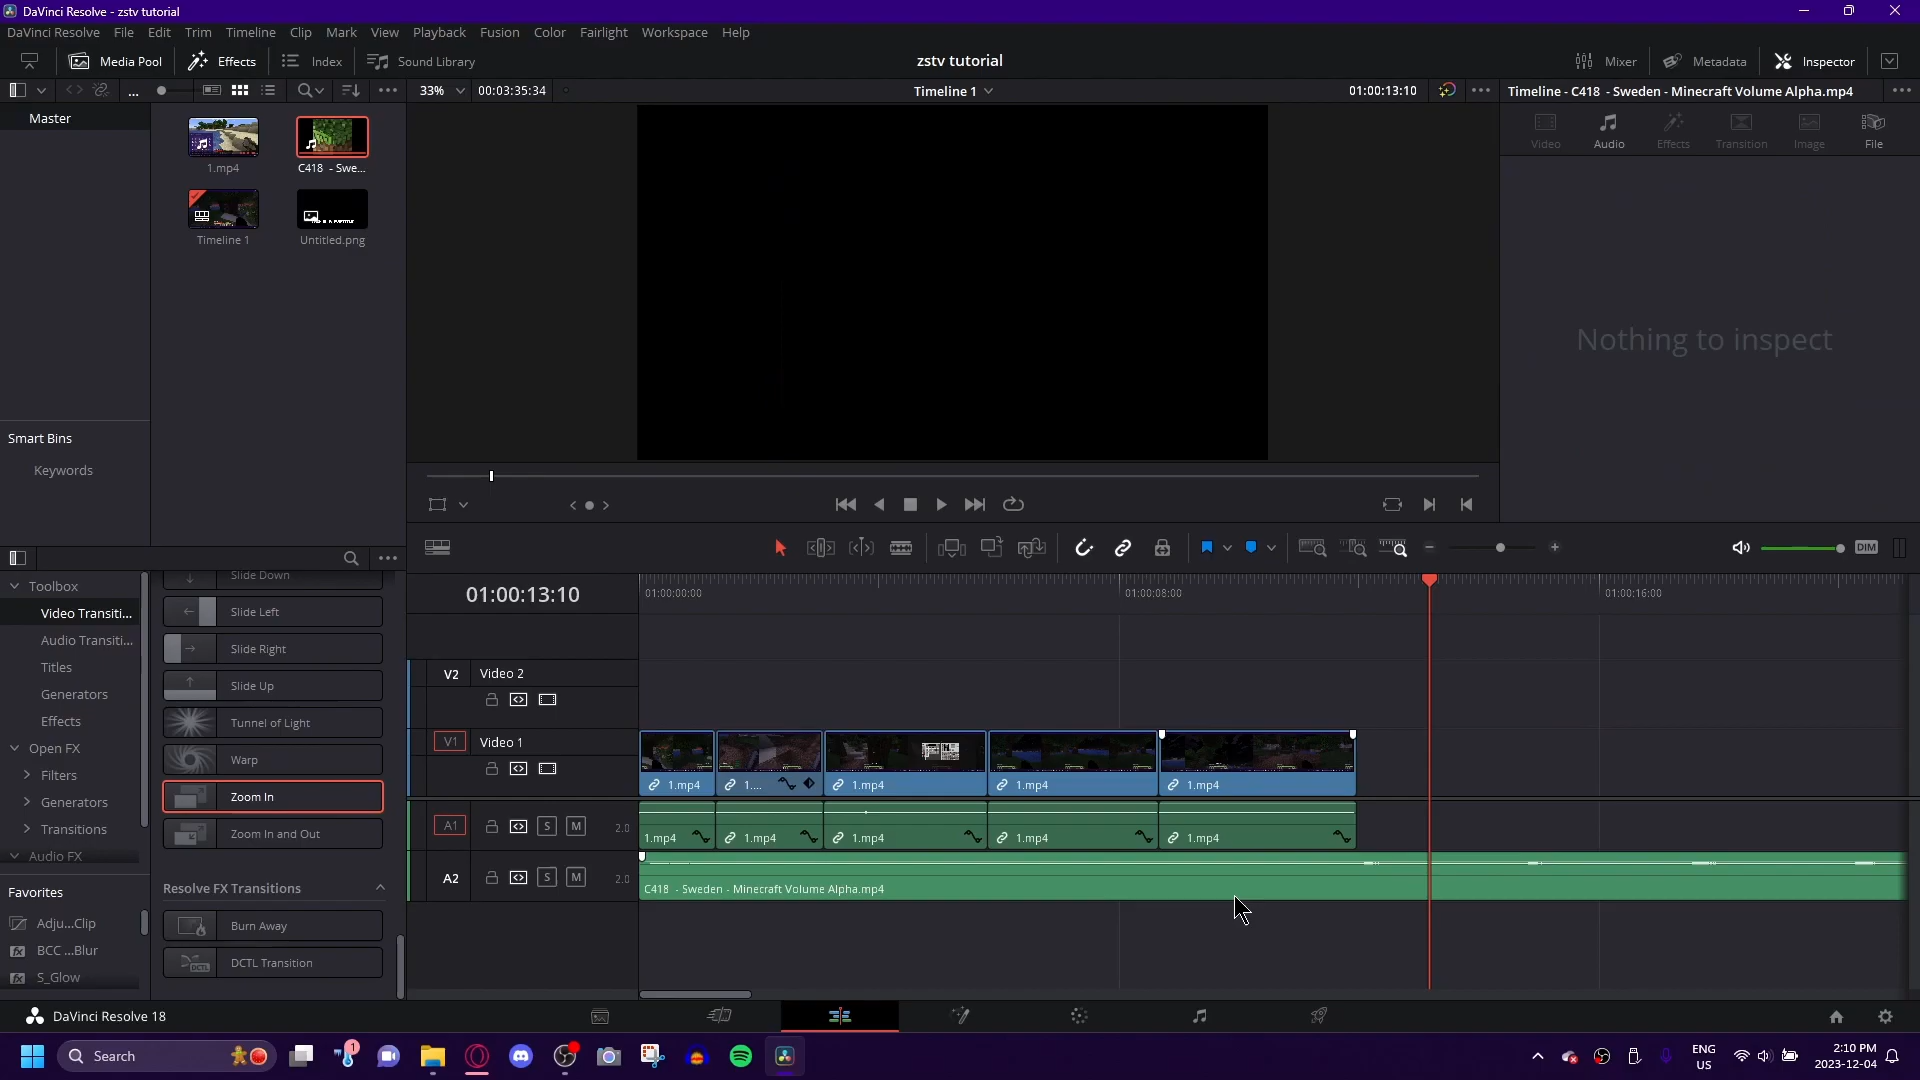 DaVinci Resolve - zstv tutorial
DaVinci Resolve File Edit Trim Timeline Clip Mark View Playback Fusion Color Fairlight Workspace Help
Media Pool Effects Index Sound Library
zstv tutorial
Mixer Metadata Inspector
33% 00:03:35:34
Timeline 1
01:00:13:10
Timeline - C418 - Sweden - Minecraft Volume Alpha.mp4
Master
1.mp4
C418 - Swe...
Timeline 1
Untitled.png
Video
Audio
Effects
Transition
Image
File
Nothing to inspect
Smart Bins
Keywords
DIM
Toolbox
Video Transiti...
Audio Transiti...
Titles
Generators
Effects
Open FX
Filters
Generators
Transitions
Audio FX
Favorites
Adju...Clip
BCC ...Blur
S_Glow
Slide Down
Slide Left
Slide Right
Slide Up
Tunnel of Light
Warp
Zoom In
Zoom In and Out
Resolve FX Transitions
Burn Away
DCTL
DCTL Transition
01:00:13:10
01:00:00:00
01:00:08:00
01:00:16:00
V2 Video 2
V1 Video 1
1.mp4
1....
1.mp4
1.mp4
1.mp4
A1 S M 2.0
1.mp4
1.mp4
1.mp4
1.mp4
1.mp4
A2 S M 2.0
C418 - Sweden - Minecraft Volume Alpha.mp4
DaVinci Resolve 18
Search
1
ENG
US
2:10 PM
2023-12-04